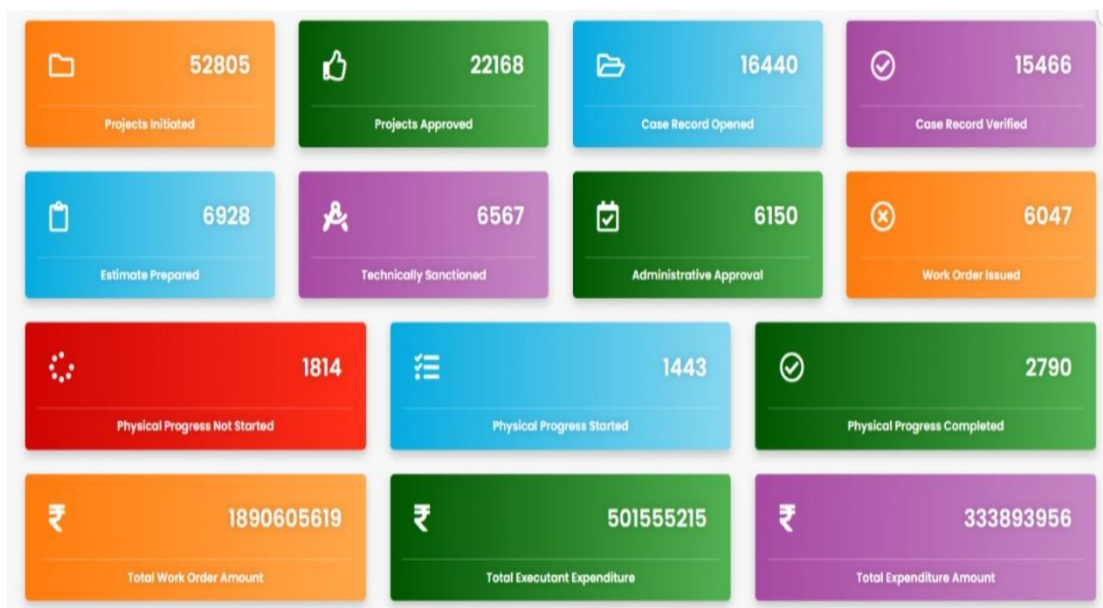 52805
Projects Initiated
22168
Projects Approved
16440
Case Record Opened
15466
Case Record Verified
6928
Estimate Prepared
6567
Technically Sanctioned
6150
Administrative Approval
6047
Work Order Issued
1814
Physical Progress Not Started
1443
Physical Progress Started
2790
Physical Progress Completed
₹ 1890605619
Total Work Order Amount
₹ 501555215
Total Executant Expenditure
₹ 333893956
Total Expenditure Amount